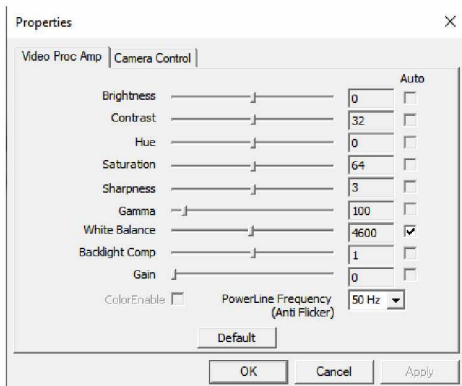 Properties
Video Proc Amp Camera Control
Auto
Brightness 0
Contrast 32
Hue 0
Saturation 64
Sharpness 3
Gamma 100
White Balance 4600
Backlight Comp 1
Gain 0
ColorEnable PowerLine Frequency 50 Hz
(Anti Flicker)
Default
OK Cancel Apply